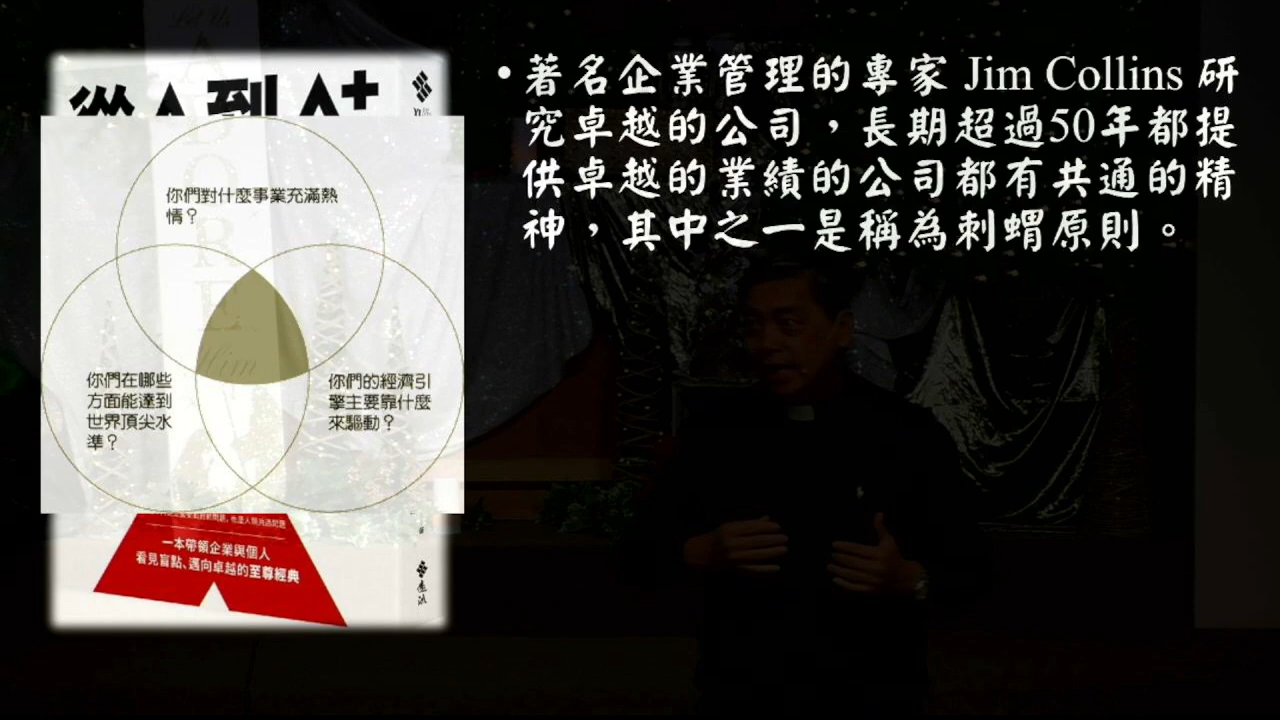 從A到A+
你們對什麼事業充滿熱
情？
你們在哪些
方面能達到
世界頂尖水
準？
你們的經濟引
擎主要靠什麼
來驅動？
一本帶領企業與個人
看見盲點、邁向卓越的至尊經典
•著名企業管理的專家 Jim Collins 研
究卓越的公司，長期超過50年都提
供卓越的業績的公司都有共通的精
神，其中之一是稱為刺蝟原則。